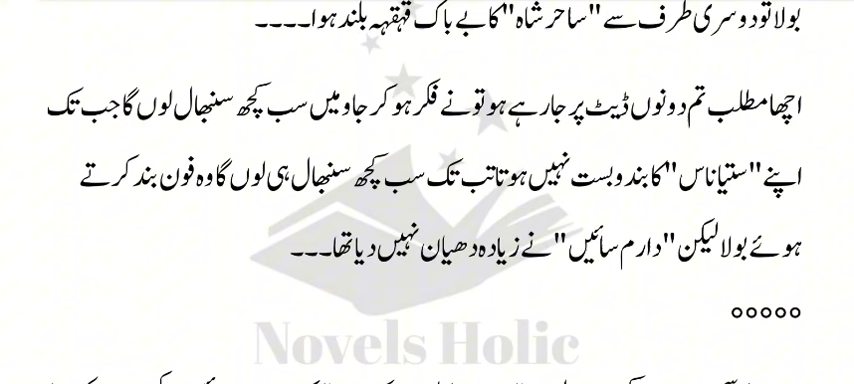 بولا تو دوسری طرف سے "ساحر شاہ" کا بے باک قہقہہ بلند ہوا۔۔۔۔
اچھا مطلب تم دونوں ڈیٹ پر جا رہے ہو تو نے فکر ہو کر جاو میں سب کچھ سنبھال لوں گا جب تک
اپنے "ستیاناس" کا بندوبست نہیں ہوتا تب تک سب کچھ سنبھال ہی لوں گا وہ فون بند کرتے
ہوئے بولا لیکن "دارم سائیں" نے زیادہ دھیان نہیں دیا تھا۔۔۔
ooooo
Novels Holic